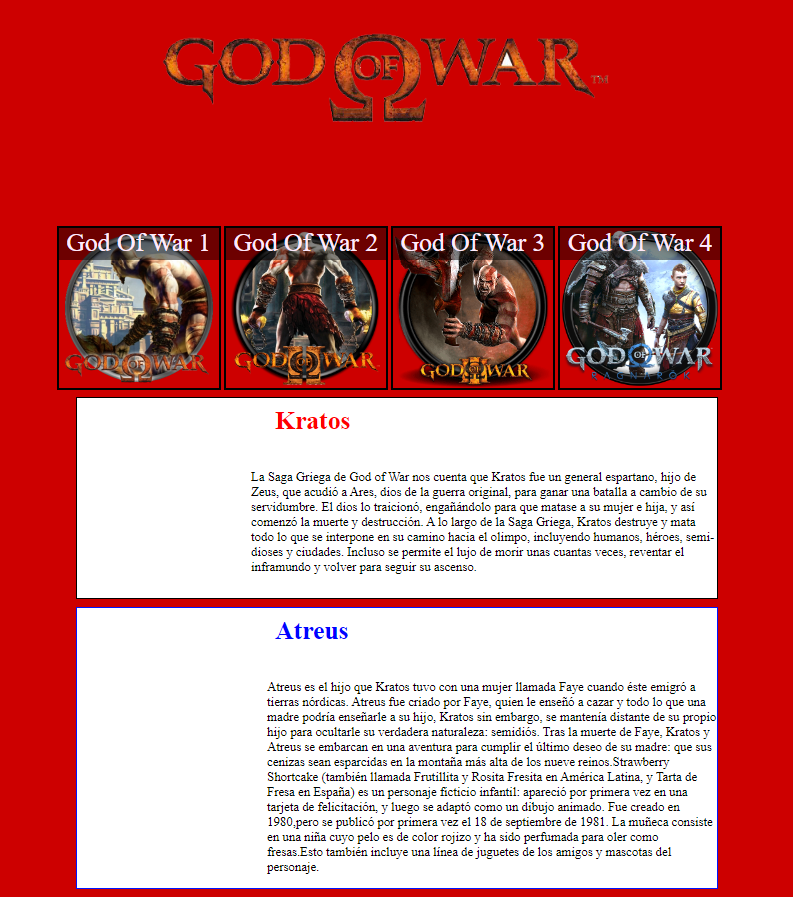 GOD OF WAR™
God Of War 1
God Of War 2
God Of War 3
God Of War 4
GOD OF WAR
GOD OF WAR
GOD OF WAR
GOD OF WAR
RAGNARÖK
Kratos
La Saga Griega de God of War nos cuenta que Kratos fue un general espartano, hijo de
Zeus, que acudió a Ares, dios de la guerra original, para ganar una batalla a cambio de su
servidumbre. El dios lo traicionó, engañándolo para que matase a su mujer e hija, y así
comenzó la muerte y destrucción. A lo largo de la Saga Griega, Kratos destruye y mata
todo lo que se interpone en su camino hacia el olimpo, incluyendo humanos, héroes, semi-
dioses y ciudades. Incluso se permite el lujo de morir unas cuantas veces, reventar el
inframundo y volver para seguir su ascenso.
Atreus
Atreus es el hijo que Kratos tuvo con una mujer llamada Faye cuando éste emigró a
tierras nórdicas. Atreus fue criado por Faye, quien le enseñó a cazar y todo lo que una
madre podría enseñarle a su hijo, Kratos sin embargo, se mantenía distante de su propio
hijo para ocultarle su verdadera naturaleza: semidiós. Tras la muerte de Faye, Kratos y
Atreus se embarcan en una aventura para cumplir el último deseo de su madre: que sus
cenizas sean esparcidas en la montaña más alta de los nueve reinos.Strawberry
Shortcake (también llamada Frutillita y Rosita Fresita en América Latina, y Tarta de
Fresa en España) es un personaje ficticio infantil: apareció por primera vez en una
tarjeta de felicitación, y luego se adaptó como un dibujo animado. Fue creado en
1980,pero se publicó por primera vez el 18 de septiembre de 1981. La muñeca consiste
en una niña cuyo pelo es de color rojizo y ha sido perfumada para oler como
fresas.Esto también incluye una línea de juguetes de los amigos y mascotas del
personaje.